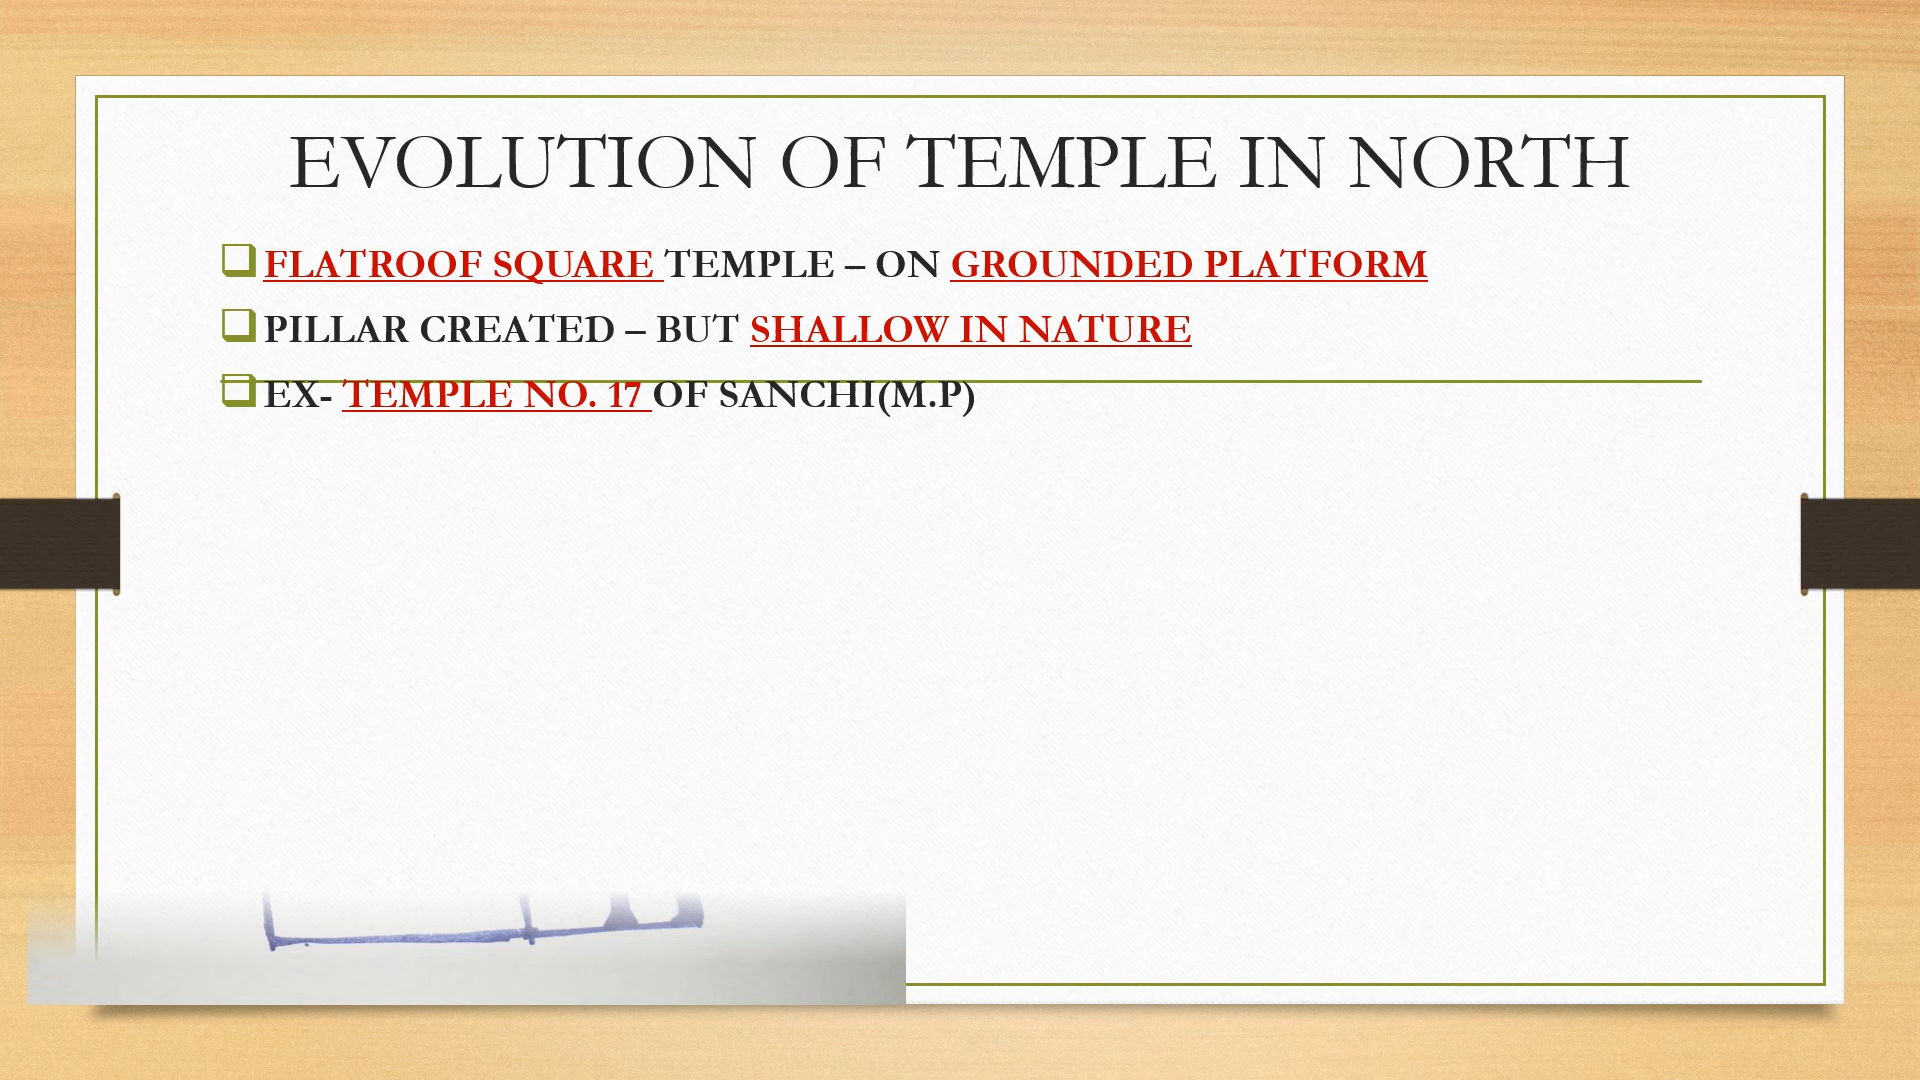 EVOLUTION OF TEMPLE IN NORTH
FLATROOF SQUARE TEMPLE – ON GROUNDED PLATFORM
PILLAR CREATED – BUT SHALLOW IN NATURE
EX- TEMPLE NO. 17 OF SANCHI(M.P)